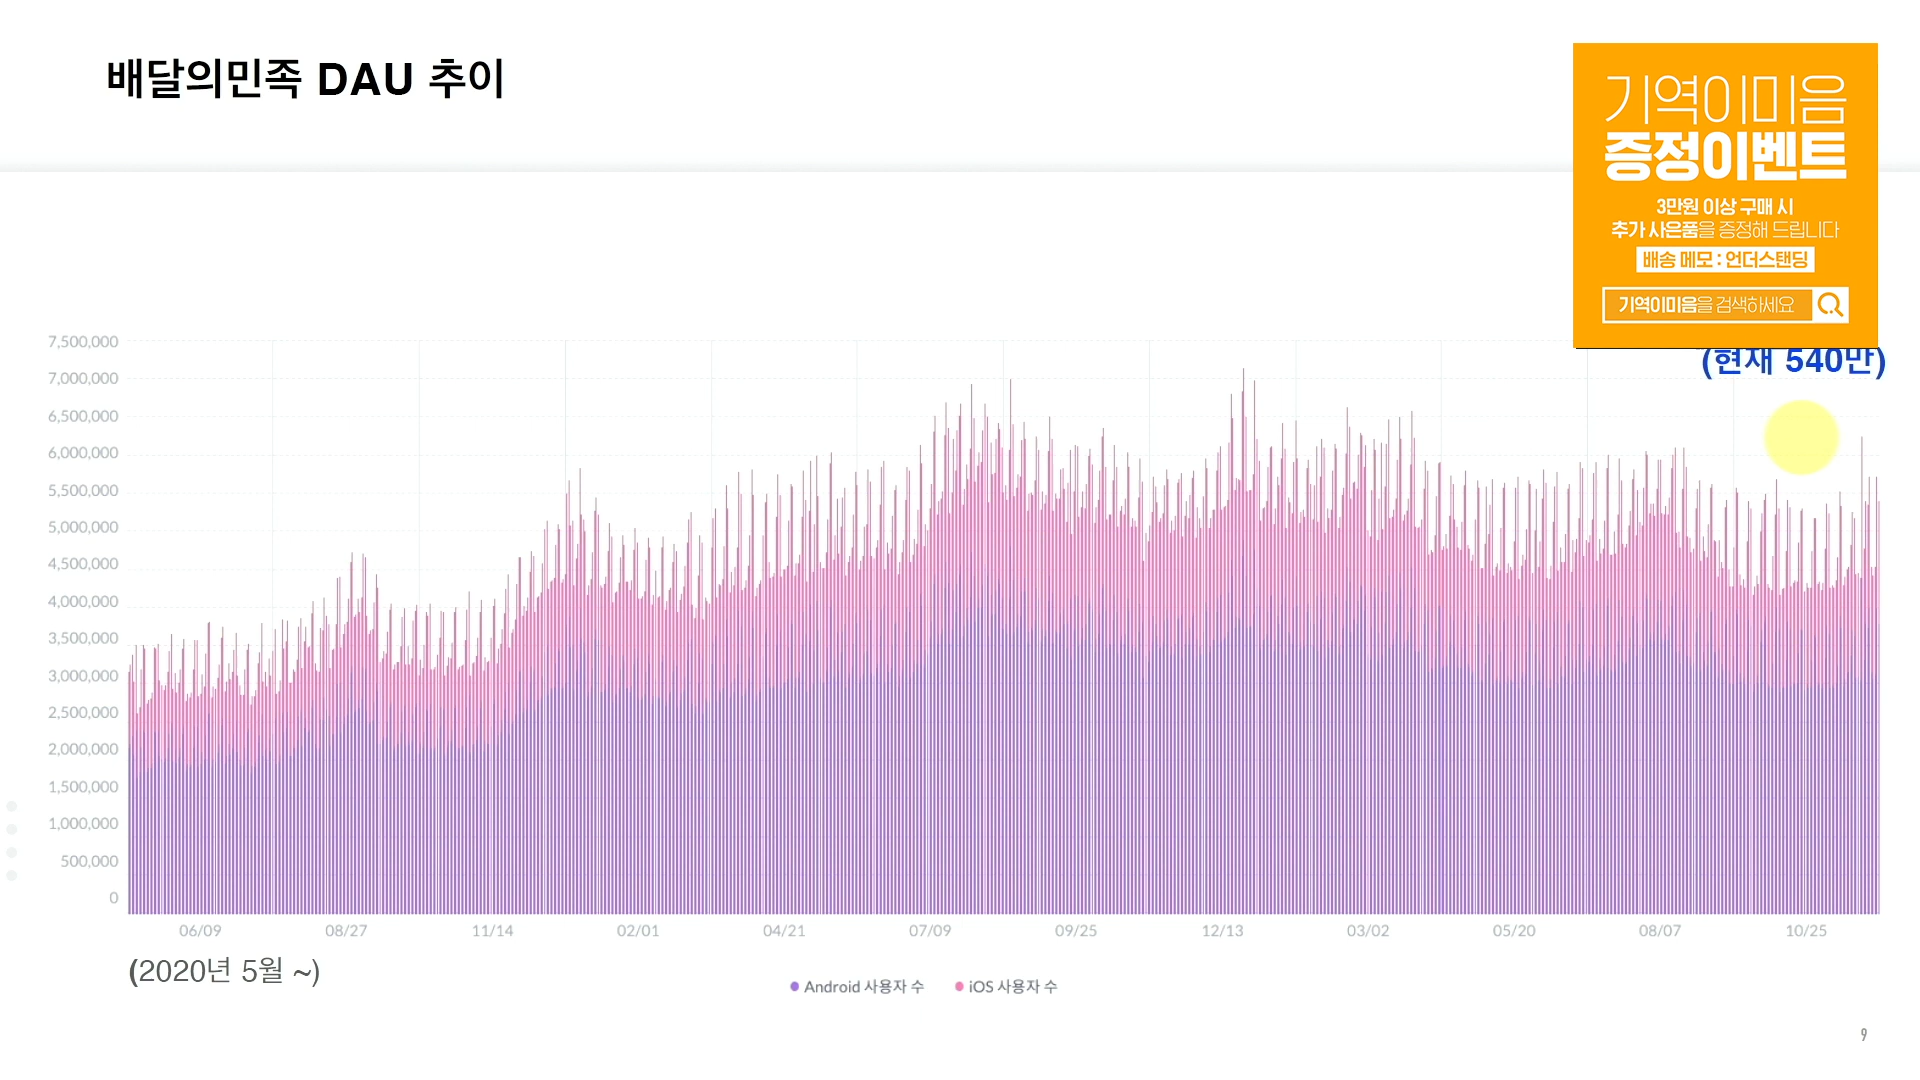 배달의민족 DAU 추이
기역이미음
증정이벤트
3만원 이상 구매 시
추가 사은품을 증정해 드립니다
배송 메모 : 언더스탠딩
기역이미음을 검색하세요
(현재 540만)
7,500,000
7,000,000
6,500,000
6,000,000
5,500,000
5,000,000
4,500,000
4,000,000
3,500,000
3,000,000
2,500,000
2,000,000
1,500,000
1,000,000
500,000
0
06/09 08/27 11/14 02/01 04/21 07/09 09/25 12/13 03/02 05/20 08/07 10/25
(2020년 5월 ~)
Android 사용자 수 iOS 사용자 수
9